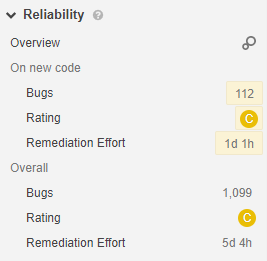 Reliability ?
Overview
On new code
Bugs 112
Rating C
Remediation Effort 1d 1h
Overall
Bugs 1,099
Rating C
Remediation Effort 5d 4h